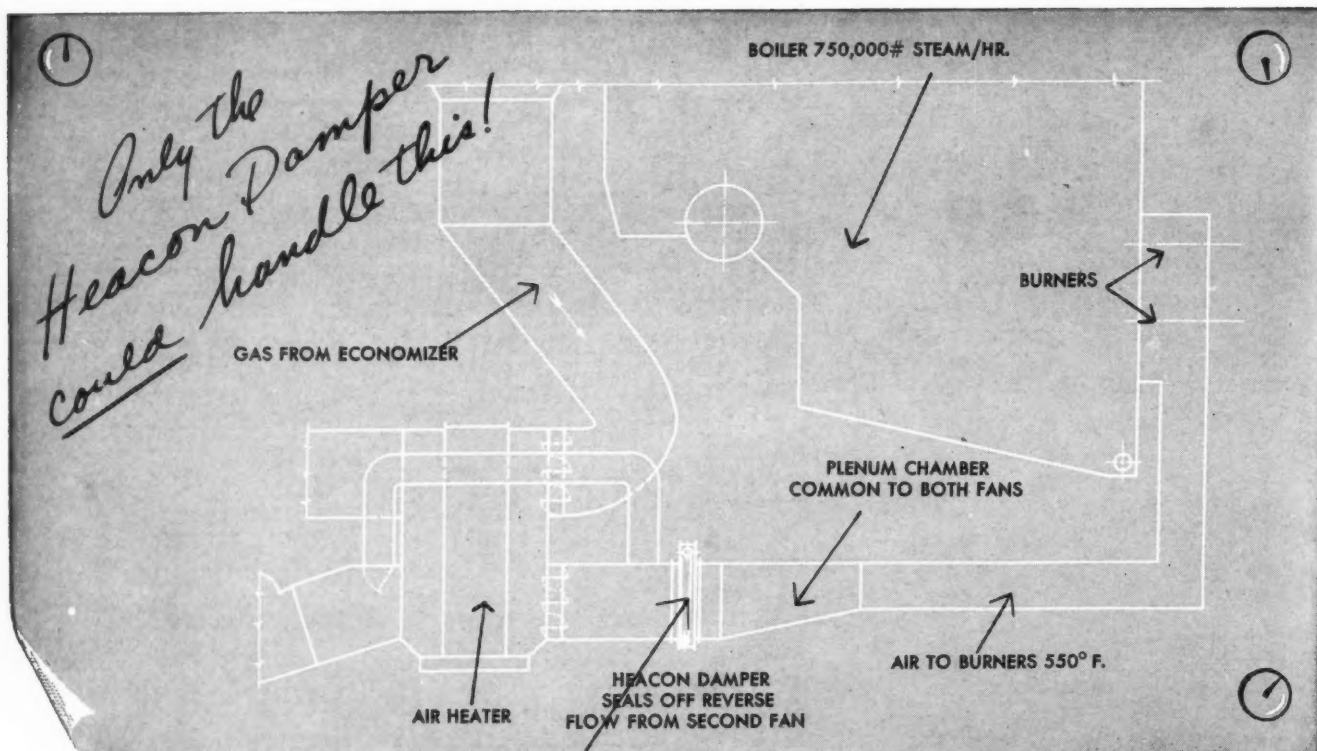 Only the
Heacon Damper
could handle this!
BOILER 750,000# STEAM/HR.
BURNERS
GAS FROM ECONOMIZER
PLENUM CHAMBER
COMMON TO BOTH FANS
AIR TO BURNERS 550° F.
HEACON DAMPER
SEALS OFF REVERSE
FLOW FROM SECOND FAN
AIR HEATER